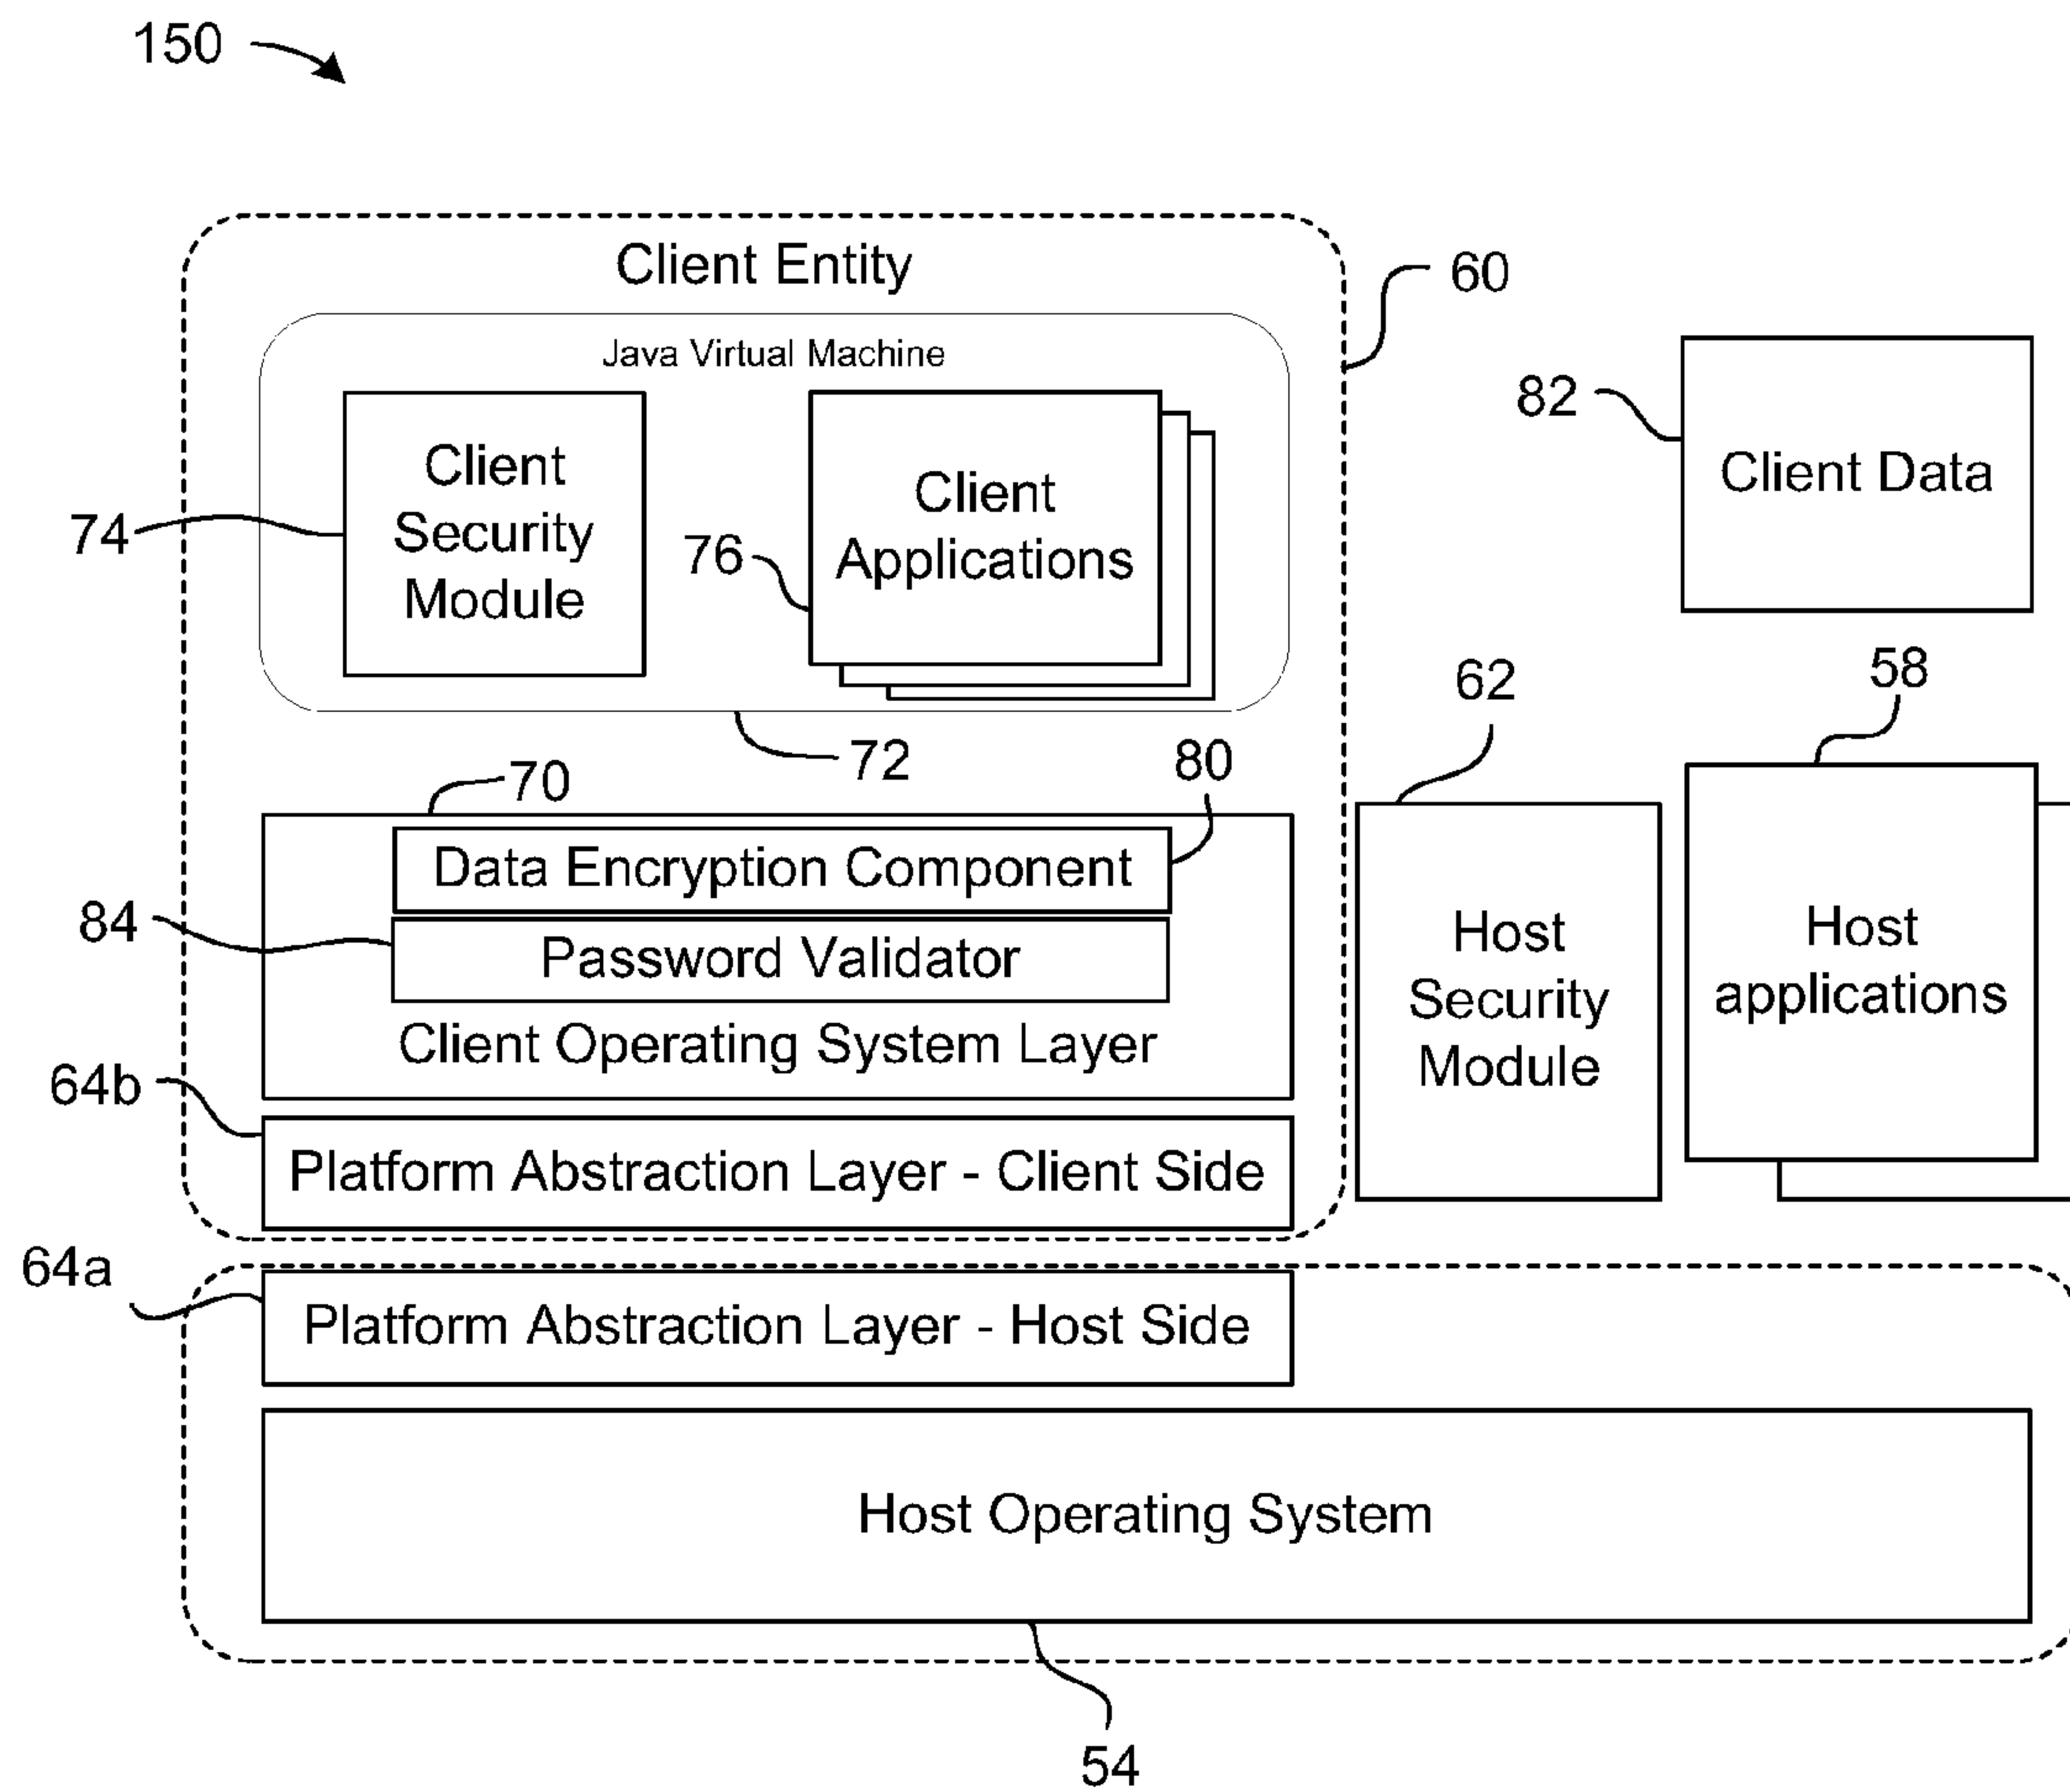 150
Client Entity
60
Java Virtual Machine
Client
Security
Module
Client
Applications
74
76
82
Client Data
72
70
80
62
58
Data Encryption Component
84
Password Validator
Client Operating System Layer
Host
Security
Module
Host
applications
64b
Platform Abstraction Layer - Client Side
64a
Platform Abstraction Layer - Host Side
Host Operating System
54